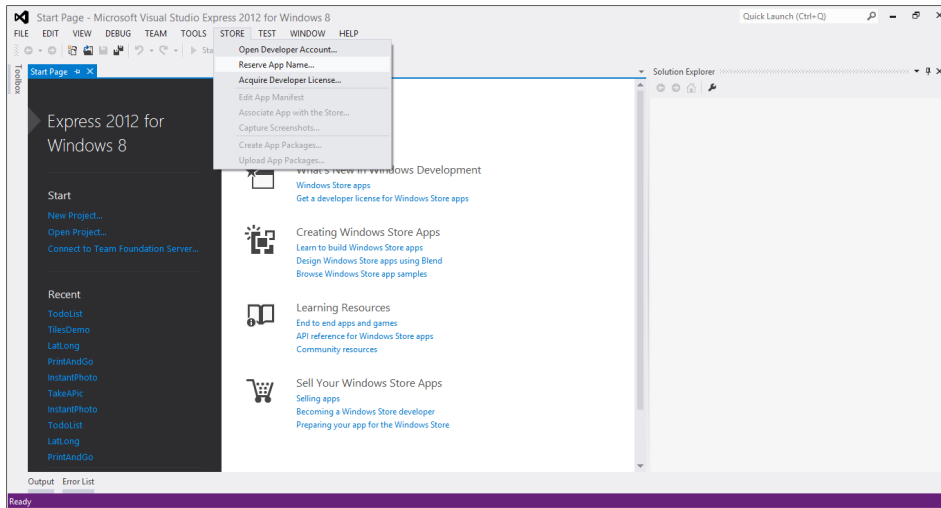 Start Page - Microsoft Visual Studio Express 2012 for Windows 8
Quick Launch (Ctrl+Q)
FILE EDIT VIEW DEBUG TEAM TOOLS STORE TEST WINDOW HELP
Sta
Open Developer Account...
Reserve App Name...
Acquire Developer License...
Edit App Manifest
Associate App with the Store...
Capture Screenshots...
Create App Packages...
Upload App Packages...
Toolbox
Start Page
Solution Explorer
Express 2012 for
Windows 8
Start
New Project...
Open Project...
Connect to Team Foundation Server...
Recent
TodoList
TilesDemo
LatLong
PrintAndGo
InstantPhoto
TakeAPic
InstantPhoto
TodoList
LatLong
PrintAndGo
What's New in Windows Development
Windows Store apps
Get a developer license for Windows Store apps
Creating Windows Store Apps
Learn to build Windows Store apps
Design Windows Store apps using Blend
Browse Windows Store app samples
Learning Resources
End to end apps and games
API reference for Windows Store apps
Community resources
Sell Your Windows Store Apps
Selling apps
Becoming a Windows Store developer
Preparing your app for the Windows Store
Output Error List
Ready